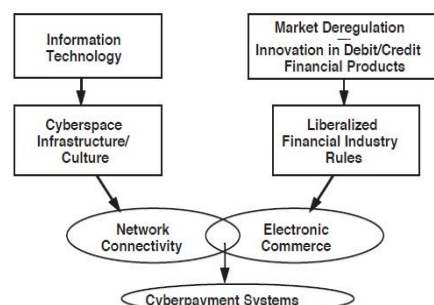 Information
Technology
Market Deregulation
Innovation in Debit/Credit
Financial Products
Cyberspace
Infrastructure/
Culture
Liberalized
Financial Industry
Rules
Network
Connectivity
Electronic
Commerce
Cyberpayment Systems